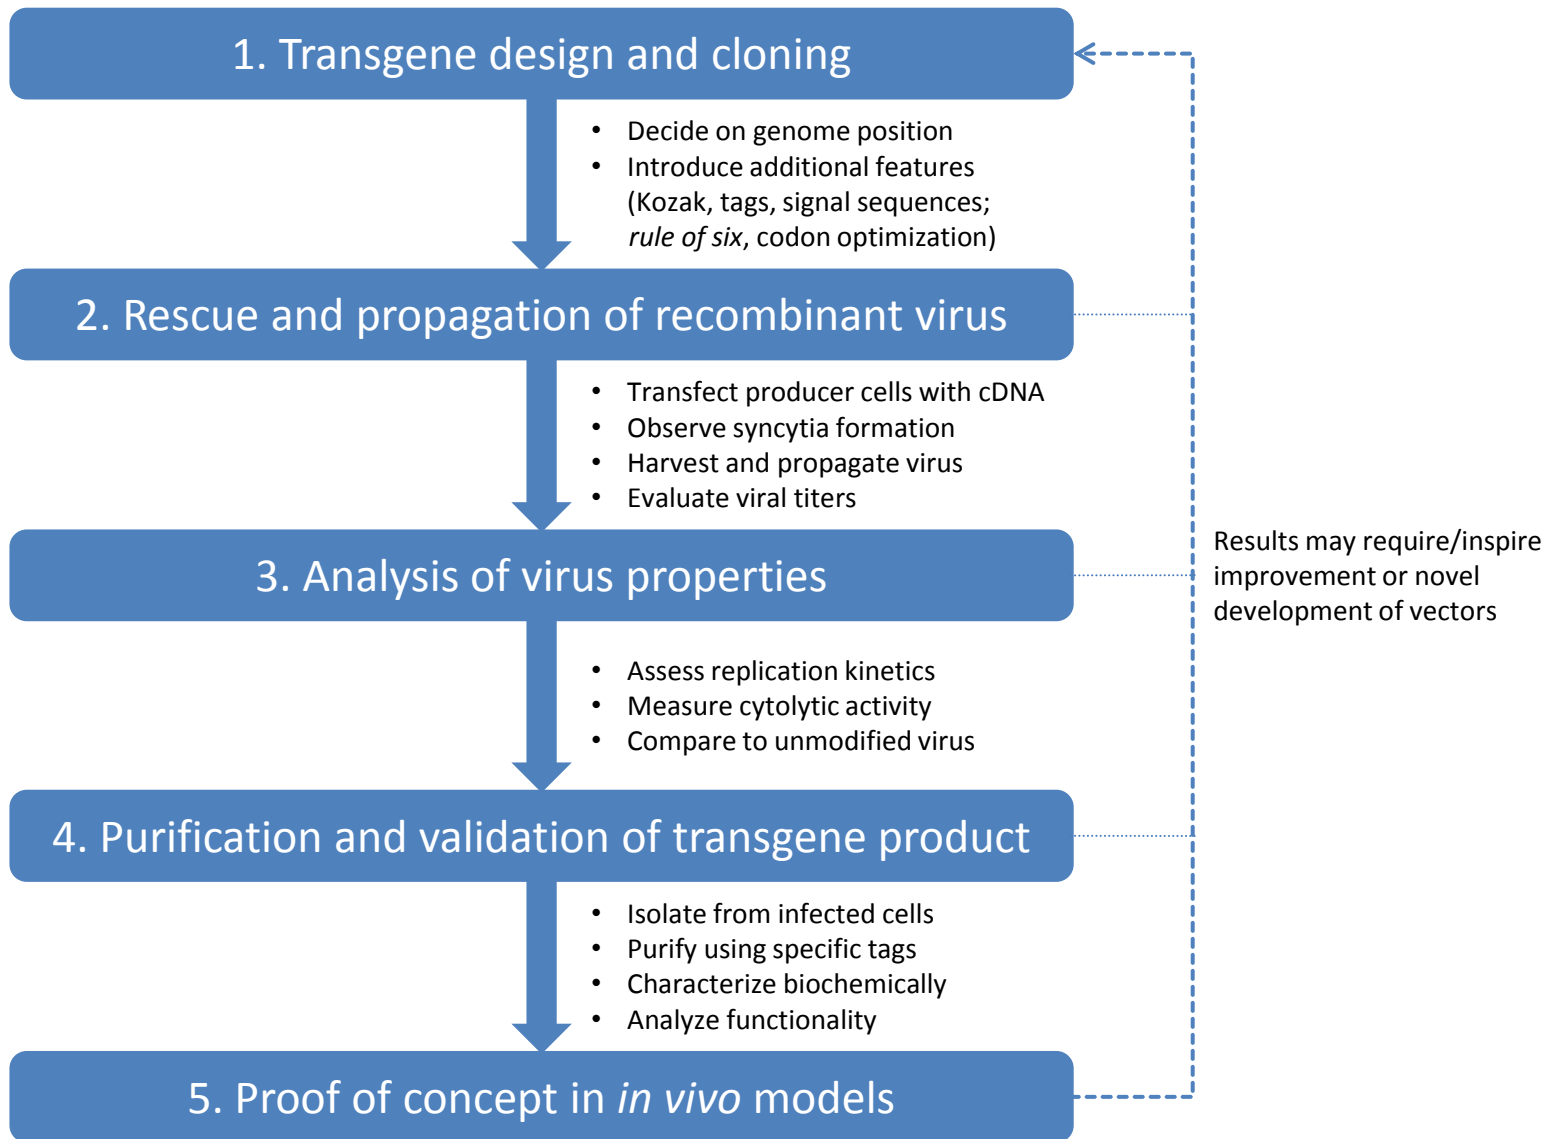 1. Transgene design and cloning
• Decide on genome position
• Introduce additional features
(Kozak, tags, signal sequences;
rule of six, codon optimization)
2. Rescue and propagation of recombinant virus
• Transfect producer cells with cDNA
• Observe syncytia formation
• Harvest and propagate virus
• Evaluate viral titers
3. Analysis of virus properties
Results may require/inspire
improvement or novel
development of vectors
• Assess replication kinetics
• Measure cytolytic activity
• Compare to unmodified virus
4. Purification and validation of transgene product
• Isolate from infected cells
• Purify using specific tags
• Characterize biochemically
• Analyze functionality
5. Proof of concept in in vivo models